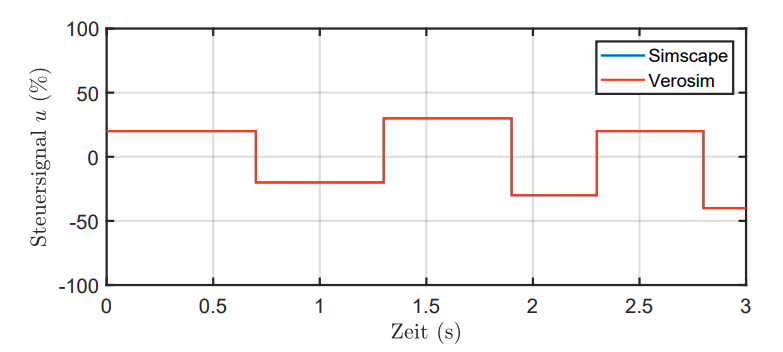 100
50
0
-50
-100
Steuersignal u (%)
Simscape
Verosim
0 0.5 1 1.5 2 2.5 3
Zeit (s)